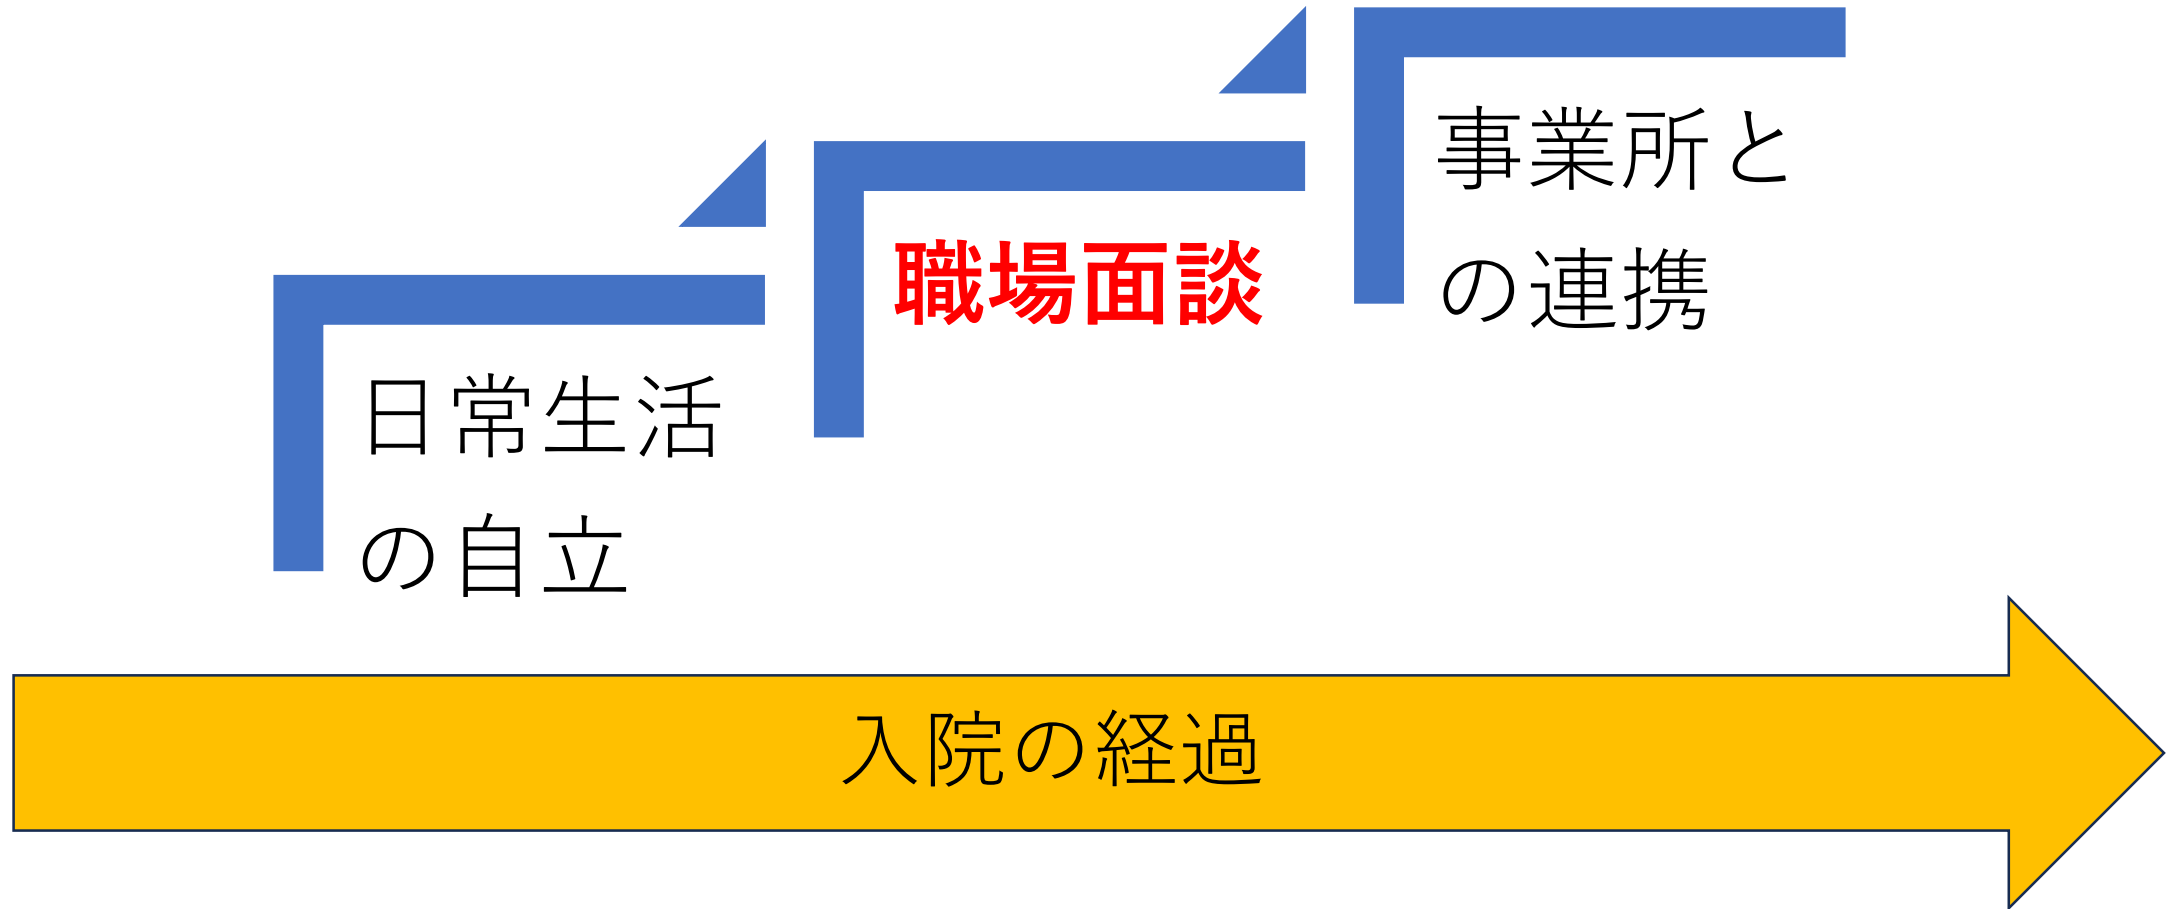 日常生活
の自立
職場面談
事業所と
の連携
入院の経過